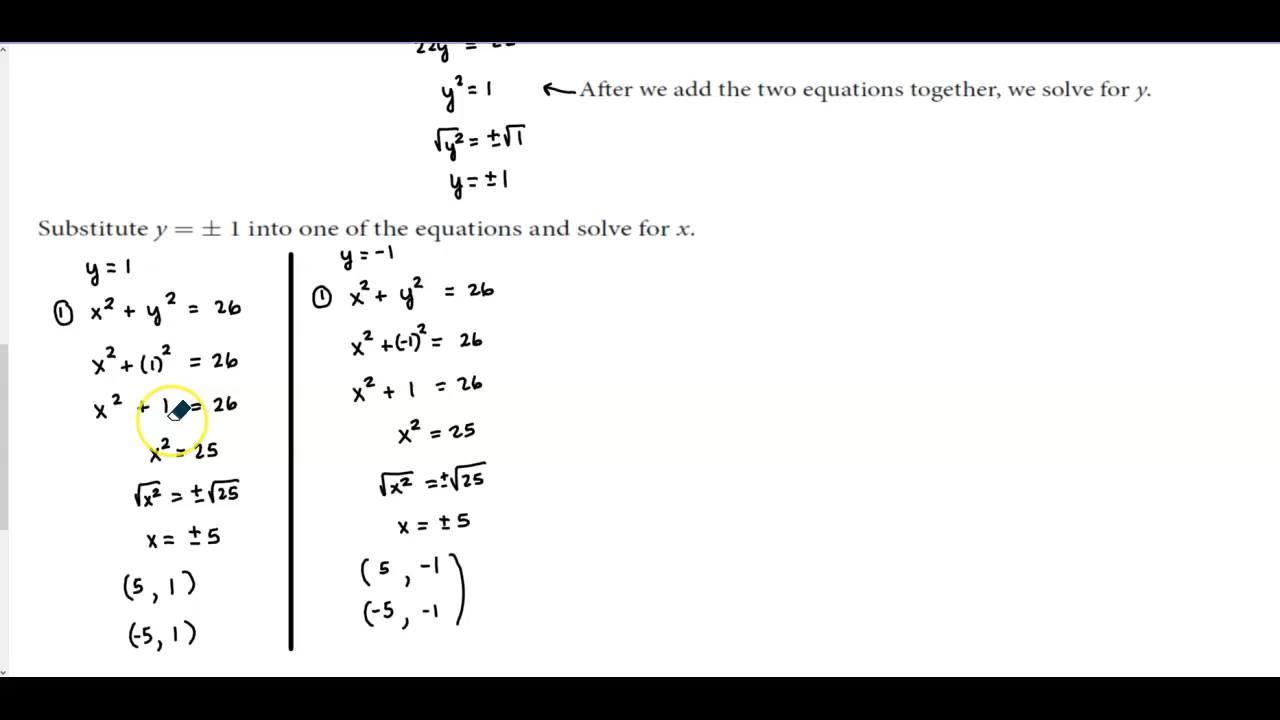 22y =
y² = 1
After we add the two equations together, we solve for y.
√y² = ±√1
y = ±1
Substitute y = ± 1 into one of the equations and solve for x.
y = 1
① x² + y² = 26
x² + (1)² = 26
x² + 1 = 26
x² = 25
√x² = ±√25
x = ±5
(5, 1)
(-5, 1)
y = -1
① x² + y² = 26
x² + (-1)² = 26
x² + 1 = 26
x² = 25
√x² = ±√25
x = ±5
(5, -1)
(-5, -1)